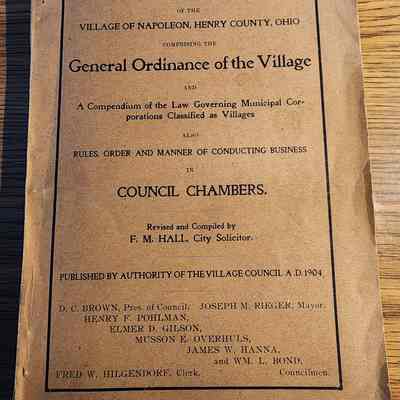 OF THE
VILLAGE OF NAPOLEON, HENRY COUNTY, OHIO
COMPRISING THE
General Ordinance of the Village
AND
A Compendium of the Law Governing Municipal Cor-
porations Classified as Villages
ALSO
RULES, ORDER AND MANNER OF CONDUCTING BUSINESS
IN
COUNCIL CHAMBERS.
Revised and Compiled by
F. M. HALL, City Solicitor.
PUBLISHED BY AUTHORITY OF THE VILLAGE COUNCIL A. D. 1904
D. C. BROWN, Pres. of Council. JOSEPH M. RIEGER, Mayor.
HENRY F. POHLMAN,
ELMER D. GILSON,
MUSSON E. OVERHULS,
JAMES W. HANNA,
and WM. L. BOND,
FRED W. HILGENDORF, Clerk. Councilmen.